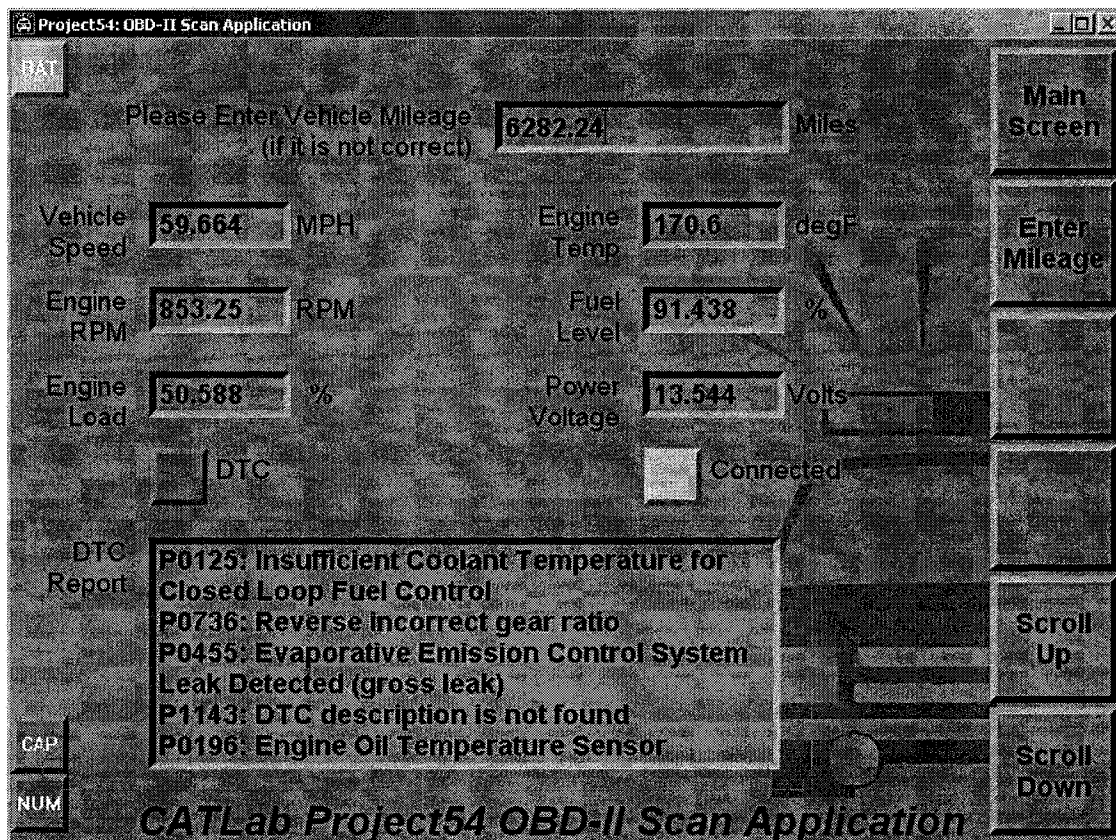 Project54: OBD-II Scan Application
BAT
Please Enter Vehicle Mileage
(if it is not correct)
6282.24
Miles
Main
Screen
Vehicle
Speed
59.664
MPH
Engine
Temp
170.6
degF
Enter
Mileage
Engine
RPM
853.25
RPM
Fuel
Level
91.438
%
Engine
Load
50.588
%
Power
Voltage
13.544
Volts
DTC
Connected
DTC
Report
P0125: Insufficient Coolant Temperature for
Closed Loop Fuel Control
P0736: Reverse incorrect gear ratio
P0455: Evaporative Emission Control System
Leak Detected (gross leak)
P1143: DTC description is not found
P0196: Engine Oil Temperature Sensor
Scroll
Up
CAP
Scroll
Down
NUM
CATLab Project54 OBD-II Scan Application